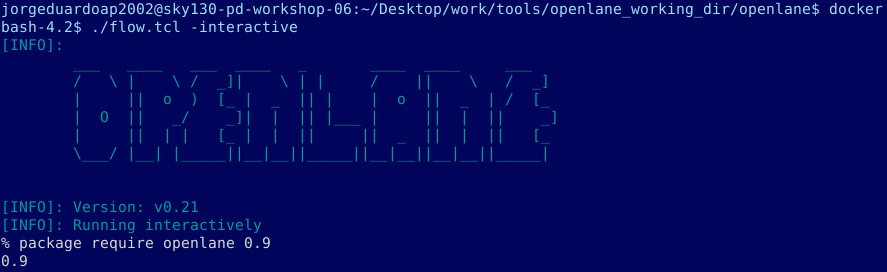 jorgeduardoap2002@sky130-pd-workshop-06:~/Desktop/work/tools/openlane_working_dir/openlane$ docker
bash-4.2$ ./flow.tcl -interactive
[INFO]:
OPENLANE
[INFO]: Version: v0.21
[INFO]: Running interactively
% package require openlane 0.9
0.9